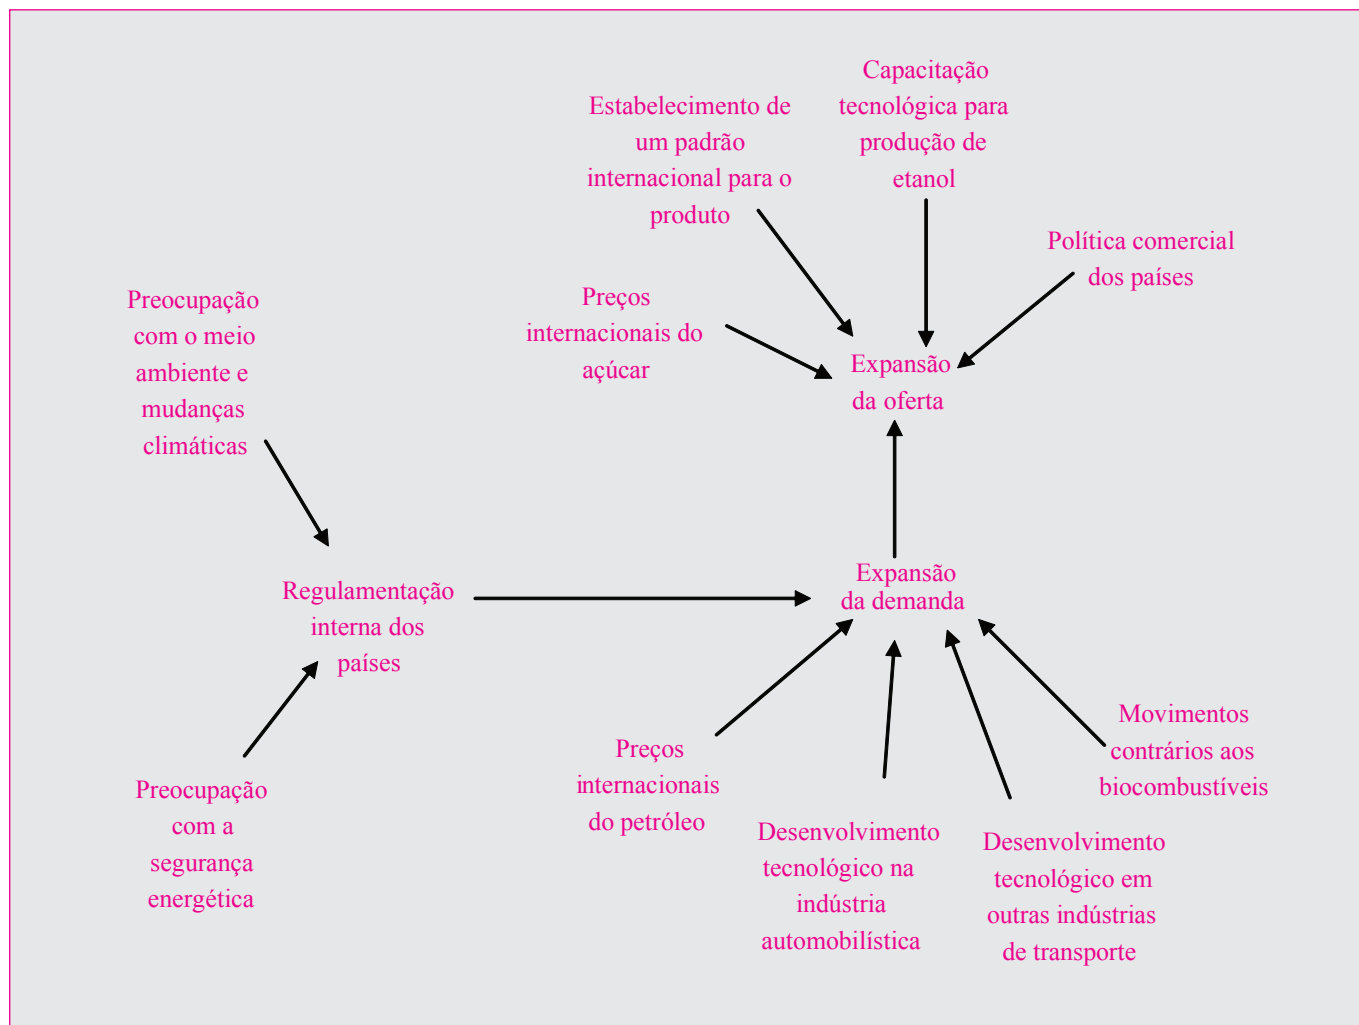 Capacitação
tecnológica para
produção de
etanol
Estabelecimento de
um padrão
internacional para o
produto
Política comercial
dos países
Preços
internacionais do
açúcar
Preocupação
com o meio
ambiente e
mudanças
climáticas
Expansão
da oferta
Expansão
da demanda
Regulamentação
interna dos
países
Preocupação
com a
segurança
energética
Preços
internacionais
do petróleo
Desenvolvimento
tecnológico na
indústria
automobilística
Desenvolvimento
tecnológico em
outras indústrias
de transporte
Movimentos
contrários aos
biocombustíveis